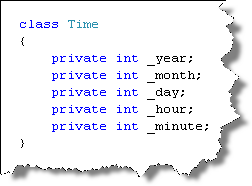 class Time
{
private int _year;
private int _month;
private int _day;
private int _hour;
private int _minute;
}